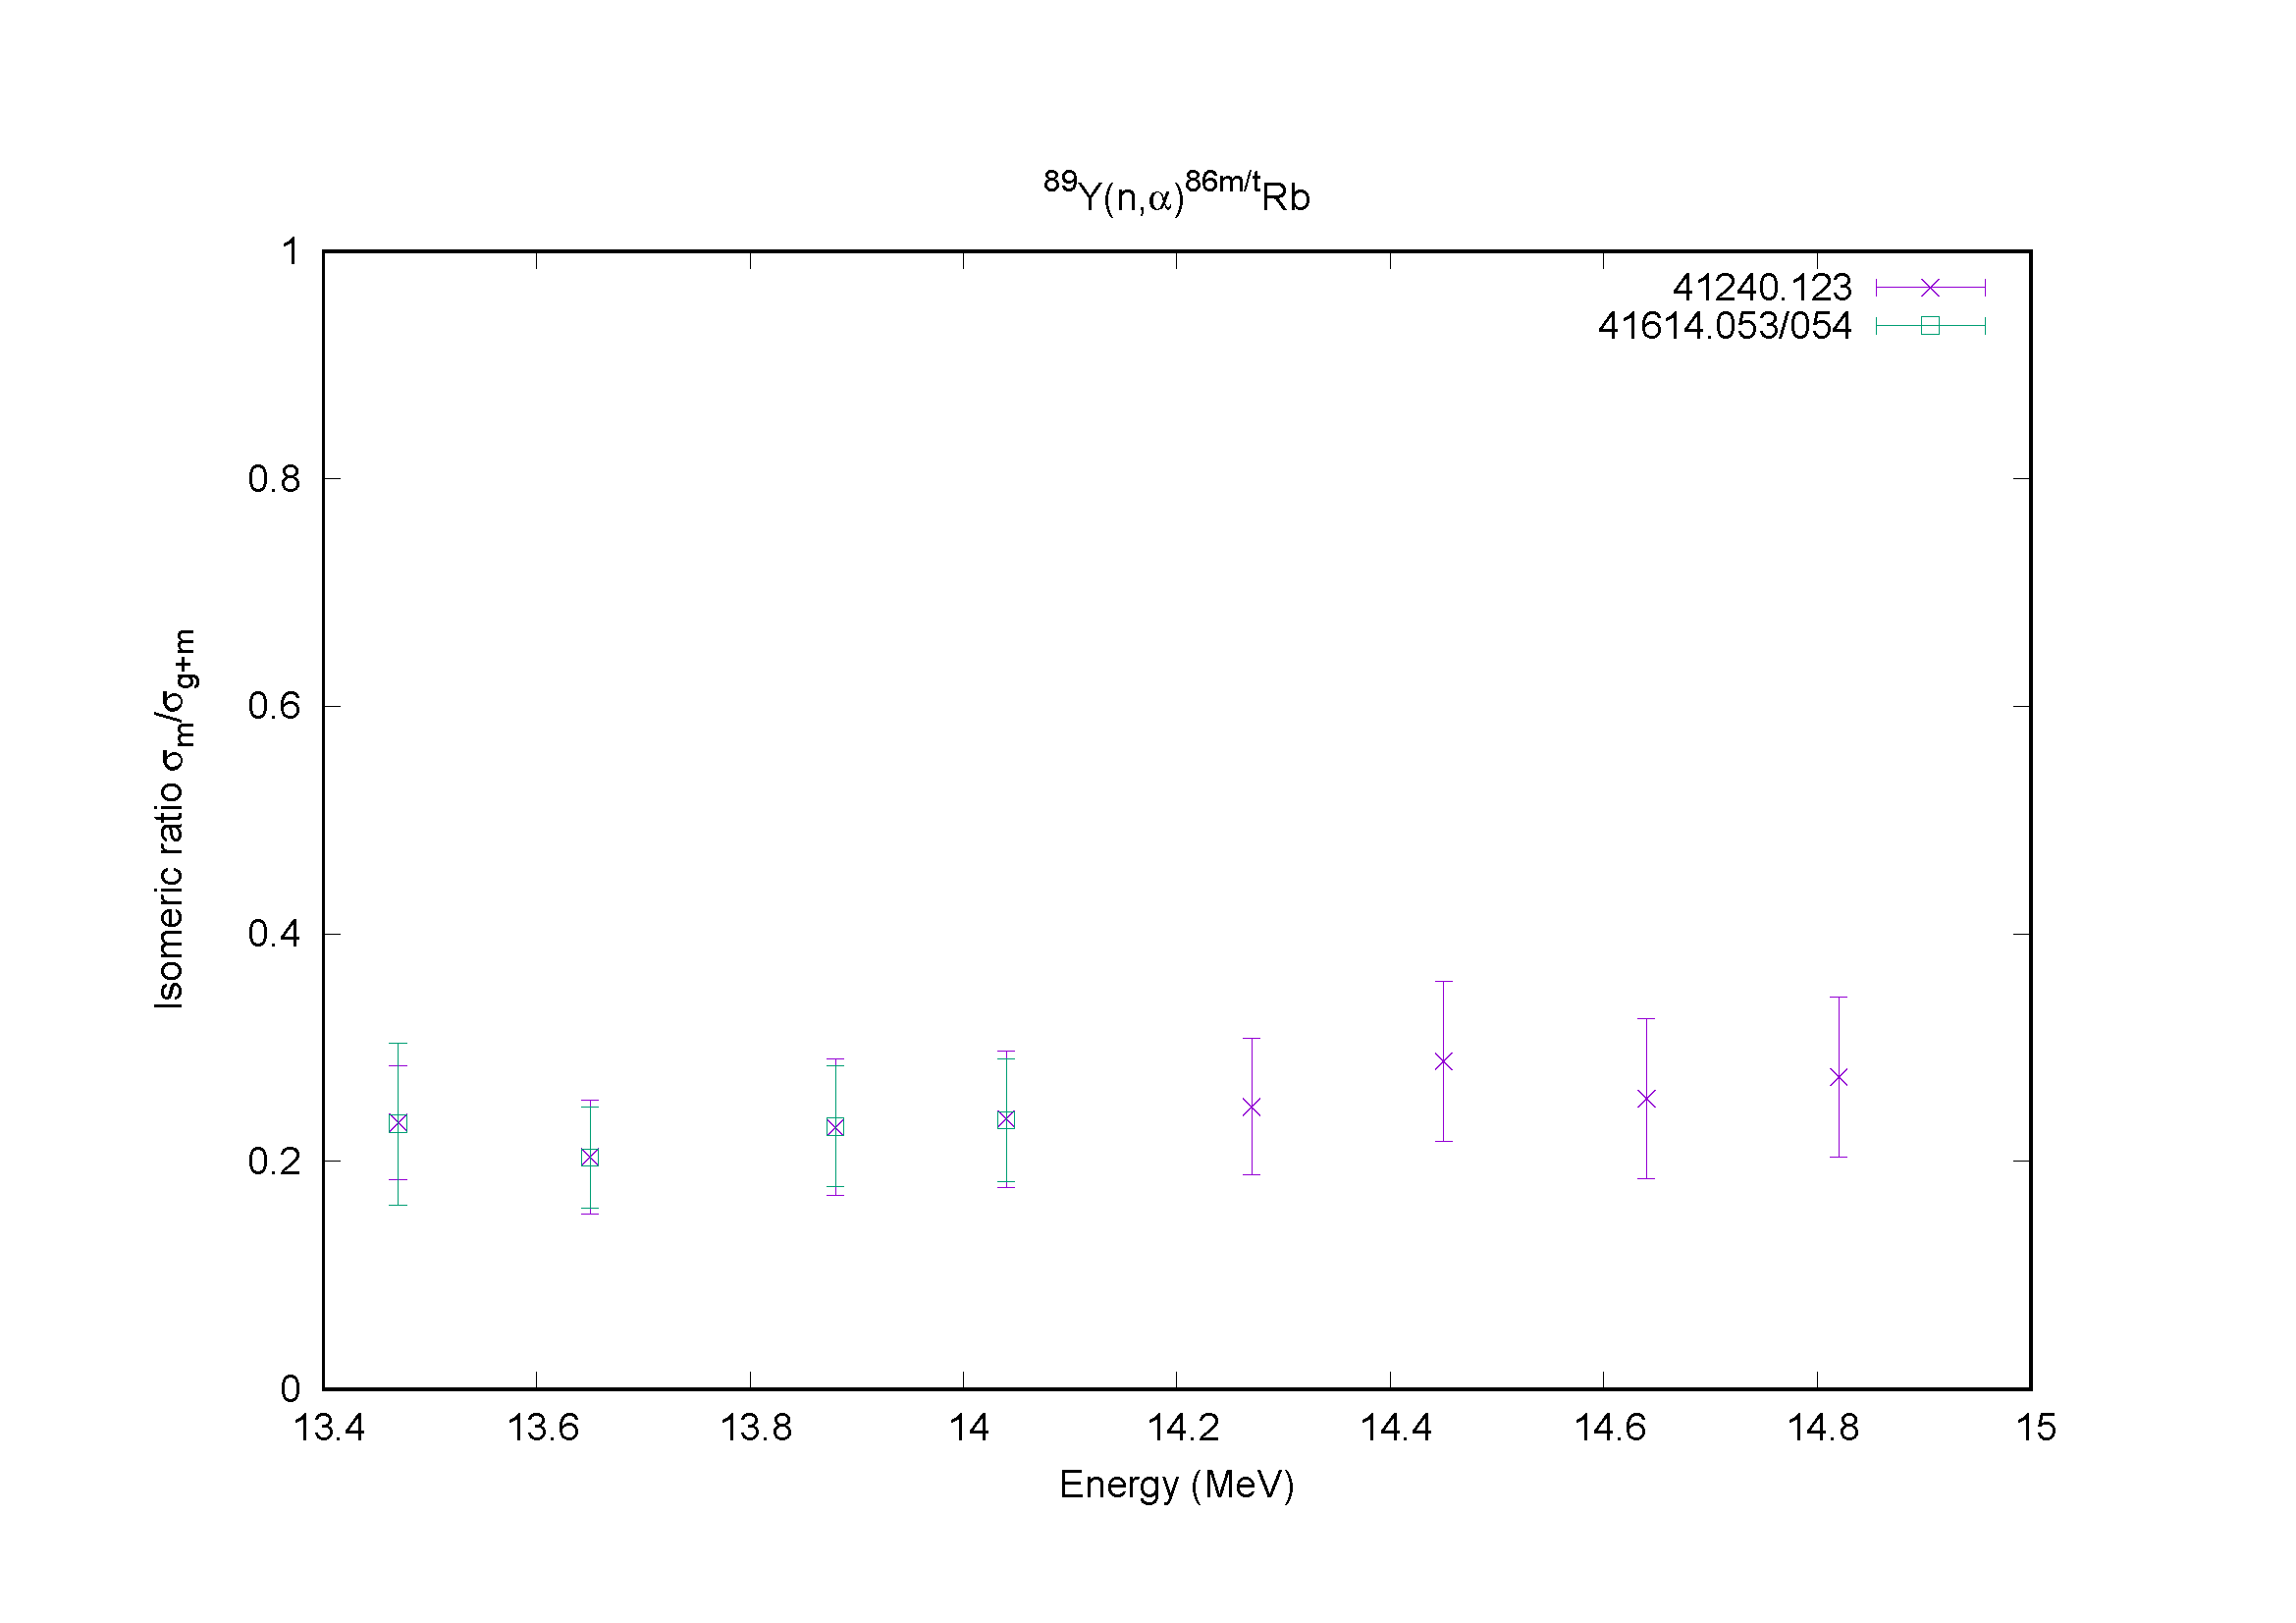 ⁸⁹Y(n,α)⁸⁶ᵐ/ᵗRb
41240.123
41614.053/054
Isomeric ratio σm/σg+m
1
0.8
0.6
0.4
0.2
0
13.4 13.6 13.8 14 14.2 14.4 14.6 14.8 15
Energy (MeV)